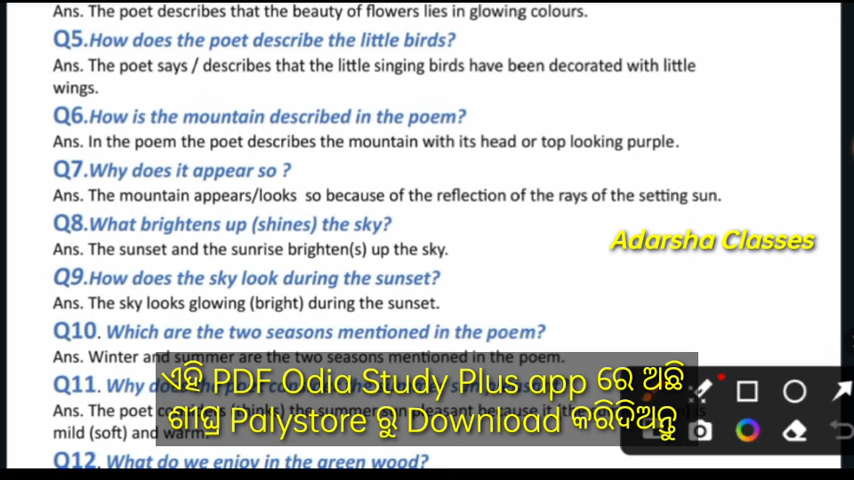 Ans. The poet describes that the beauty of flowers lies in glowing colours.
Q5.How does the poet describe the little birds?
Ans. The poet says / describes that the little singing birds have been decorated with little
wings.
Q6.How is the mountain described in the poem?
Ans. In the poem the poet describes the mountain with its head or top looking purple.
Q7.Why does it appear so ?
Ans. The mountain appears/looks so because of the reflection of the rays of the setting sun.
Q8.What brightens up (shines) the sky?
Ans. The sunset and the sunrise brighten(s) up the sky.
Adarsha Classes
Q9.How does the sky look during the sunset?
Ans. The sky looks glowing (bright) during the sunset.
Q10. Which are the two seasons mentioned in the poem?
Ans. Winter and summer are the two seasons mentioned in the poem.
Q11. Why
ଏହି PDF Odia Study Plus app ରେ ଅଛି
Ans. The poet
ଶୀଘ୍ର Palystore ରୁ Download କରିଦିଅନ୍ତୁ
mild (soft) and warm.
Q12. What do we enjoy in the green wood?